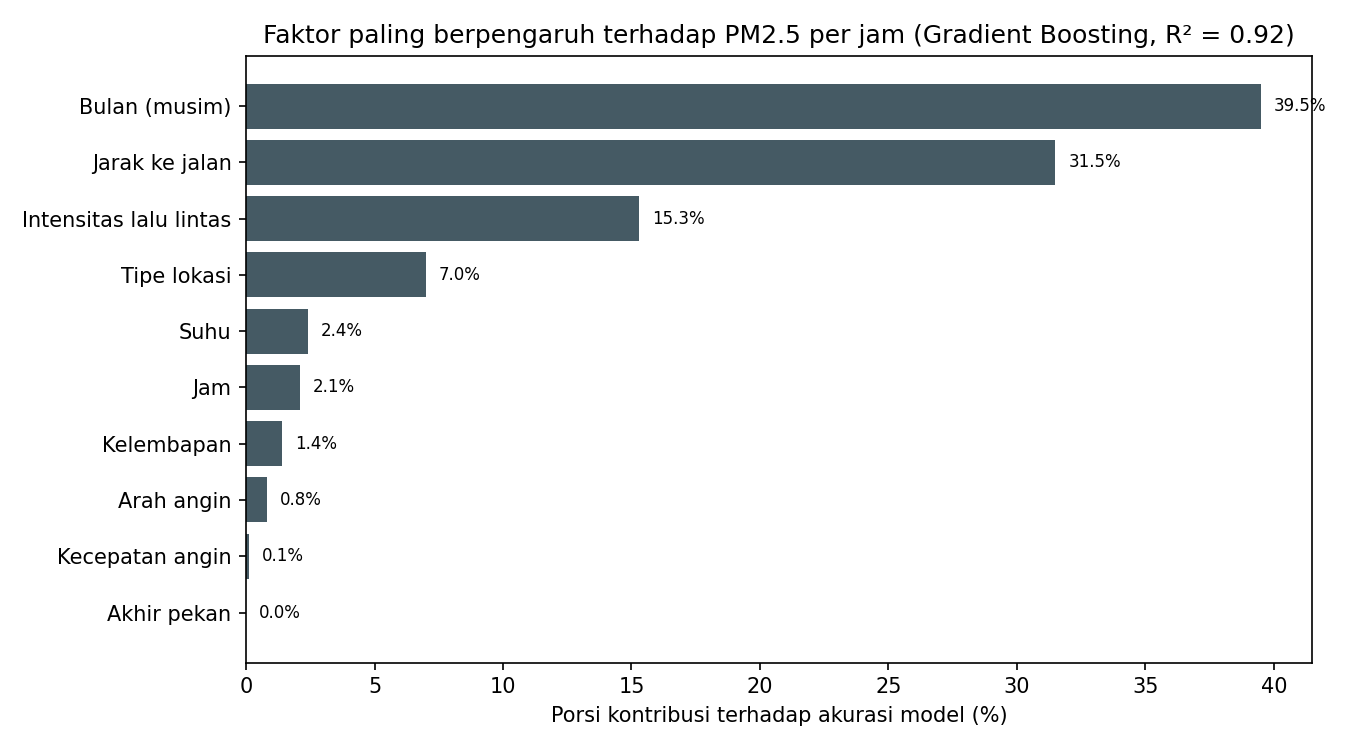 Faktor paling berpengaruh terhadap PM2.5 per jam (Gradient Boosting, R² = 0.92)
Bulan (musim) 39.5%
Jarak ke jalan 31.5%
Intensitas lalu lintas 15.3%
Tipe lokasi 7.0%
Suhu 2.4%
Jam 2.1%
Kelembapan 1.4%
Arah angin 0.8%
Kecepatan angin 0.1%
Akhir pekan 0.0%
0 5 10 15 20 25 30 35 40
Porsi kontribusi terhadap akurasi model (%)